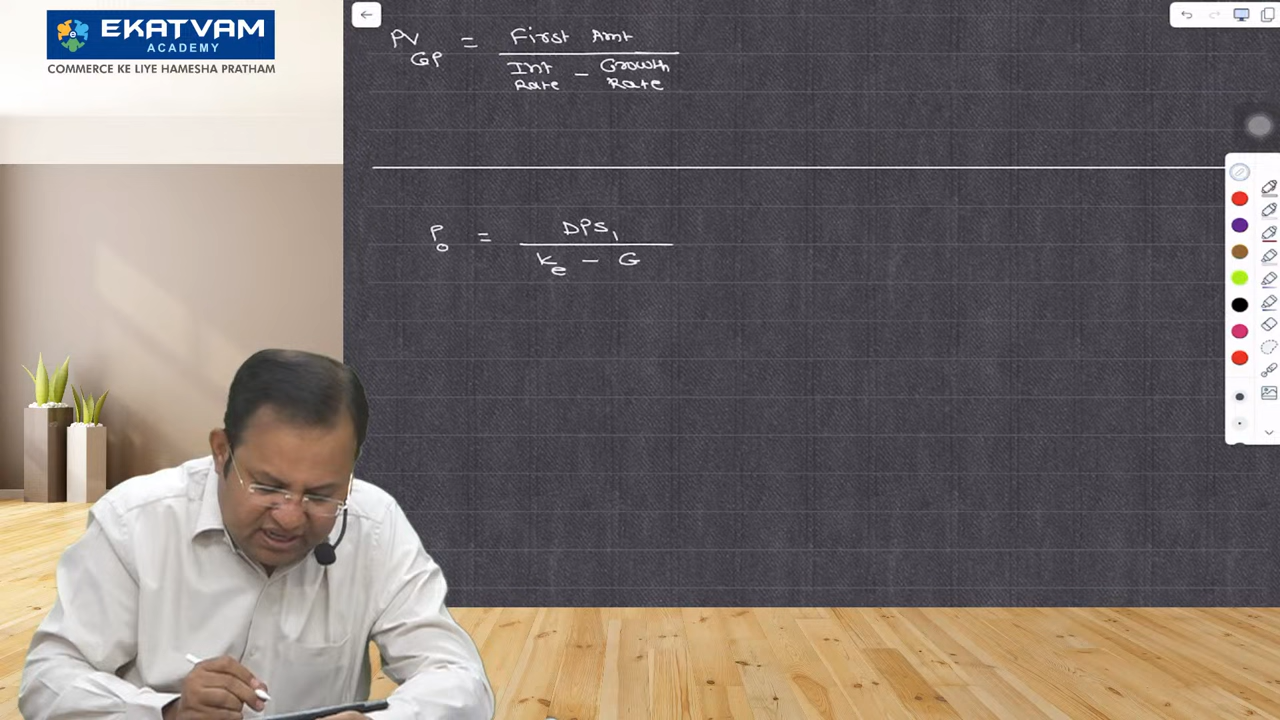 EKATVAM
ACADEMY
COMMERCE KE LIYE HAMESHA PRATHAM
PV GP = First Amt
Int Rate - Growth Rate
P0 = DPS1
ke - G